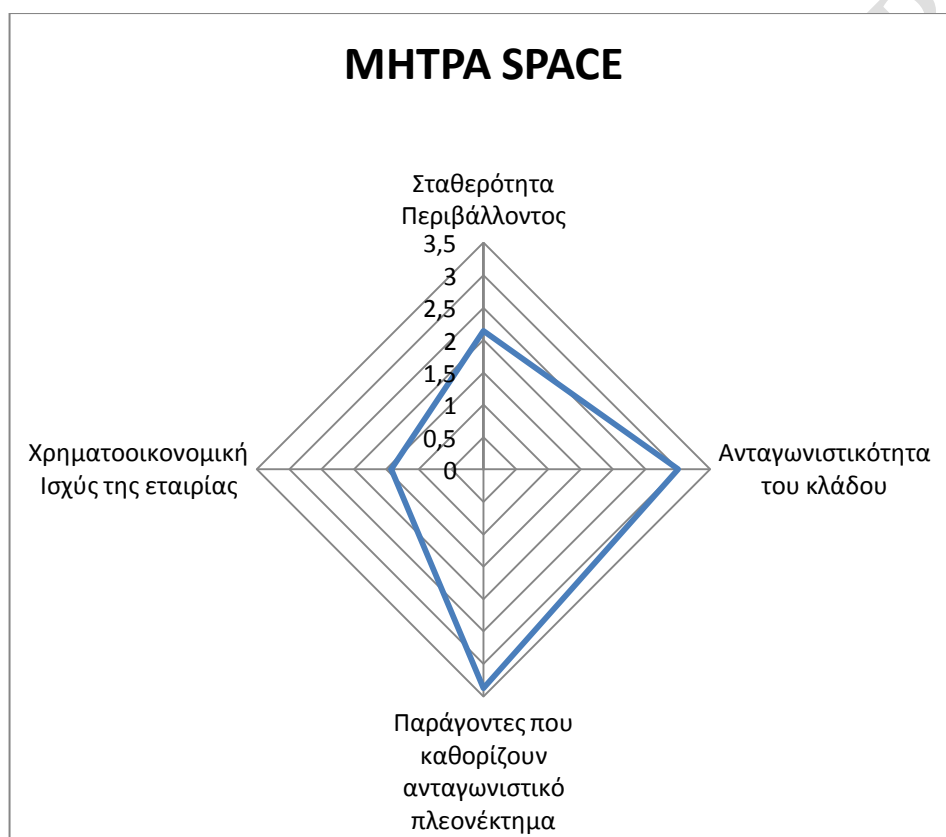 ΜΗΤΡΑ SPACE
Σταθερότητα
Περιβάλλοντος
3,5
3
2,5
2
1,5
1
0,5
0
Χρηματοοικονομική
Ισχύς της εταιρίας
Ανταγωνιστικότητα
του κλάδου
Παράγοντες που
καθορίζουν
ανταγωνιστικό
πλεονέκτημα